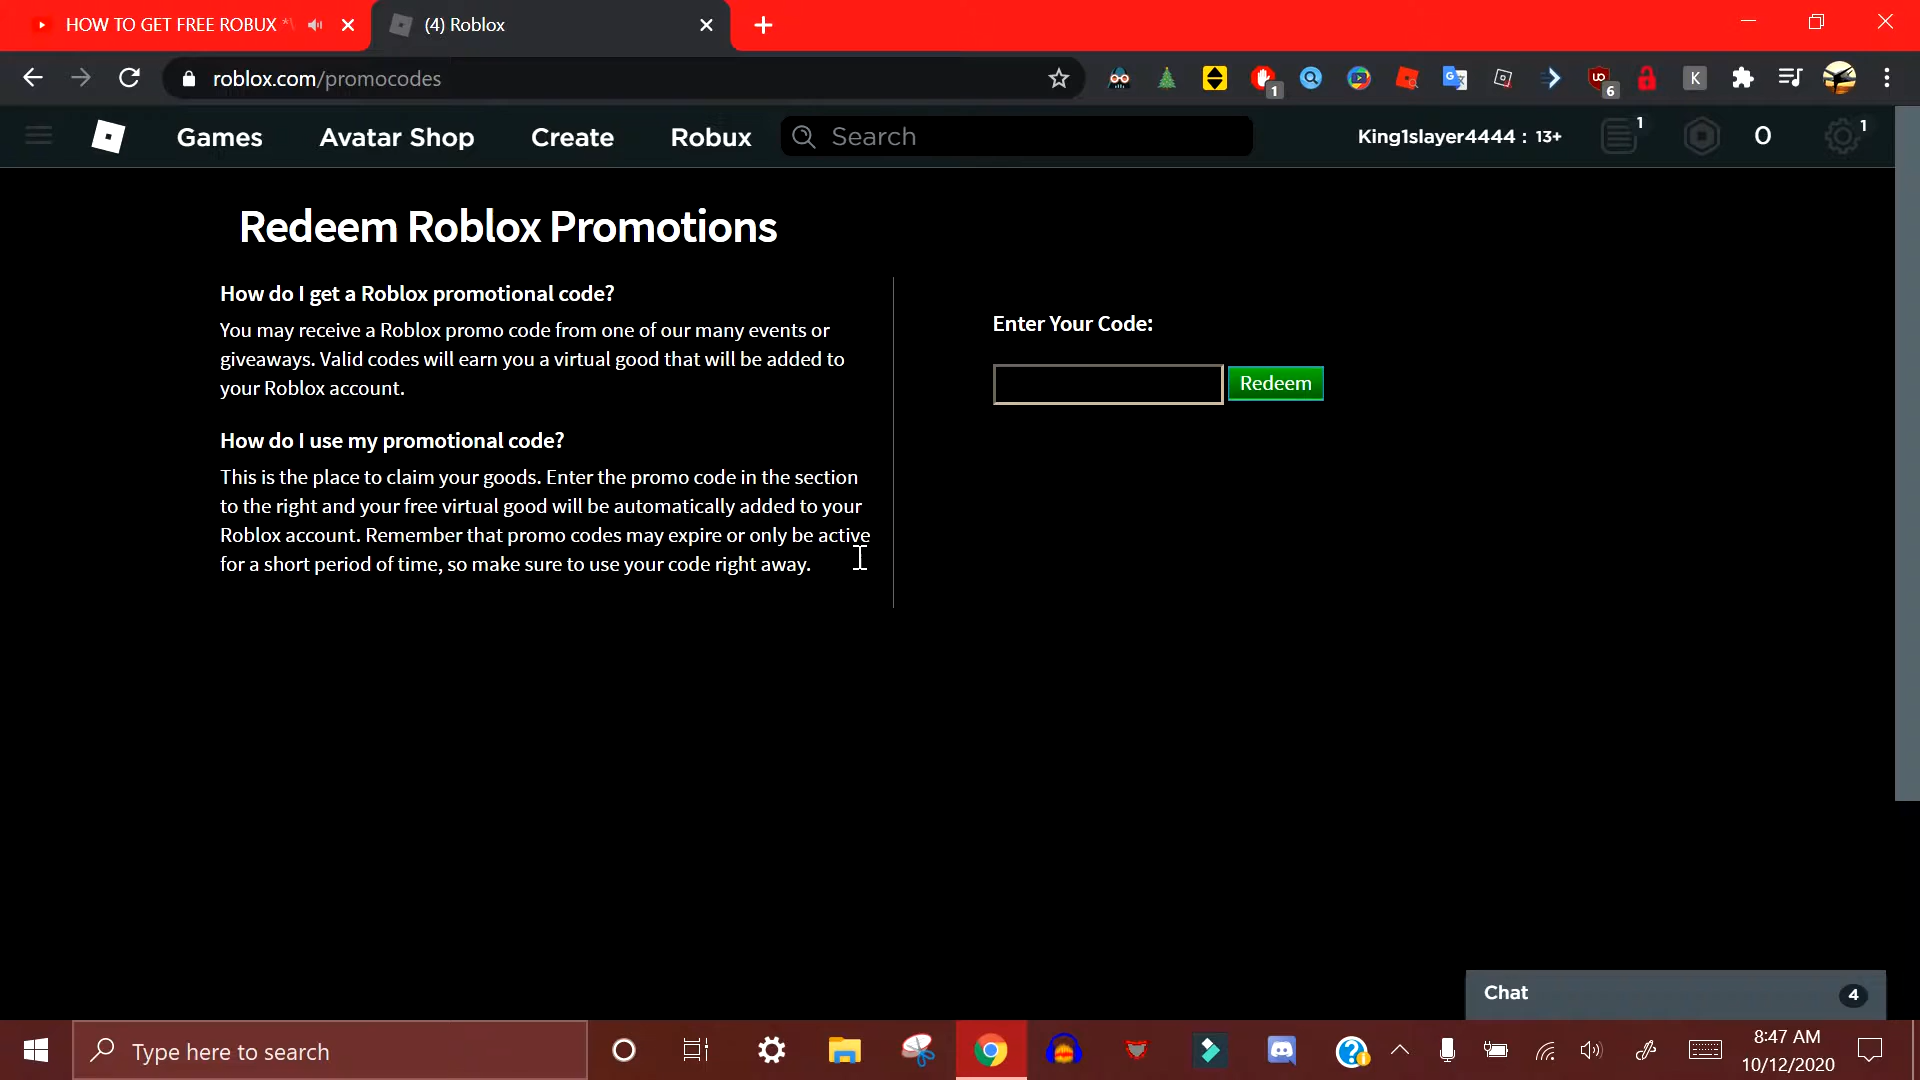 HOW TO GET FREE ROBUX
(4) Roblox
roblox.com/promocodes
1
UO
6
K
Games
Avatar Shop
Create
Robux
Search
King1slayer4444 : 13+
1
0
1
Redeem Roblox Promotions
How do I get a Roblox promotional code?
You may receive a Roblox promo code from one of our many events or
giveaways. Valid codes will earn you a virtual good that will be added to
your Roblox account.
How do I use my promotional code?
This is the place to claim your goods. Enter the promo code in the section
to the right and your free virtual good will be automatically added to your
Roblox account. Remember that promo codes may expire or only be active
for a short period of time, so make sure to use your code right away.
Enter Your Code:
Redeem
Chat
4
Type here to search
8:47 AM
10/12/2020